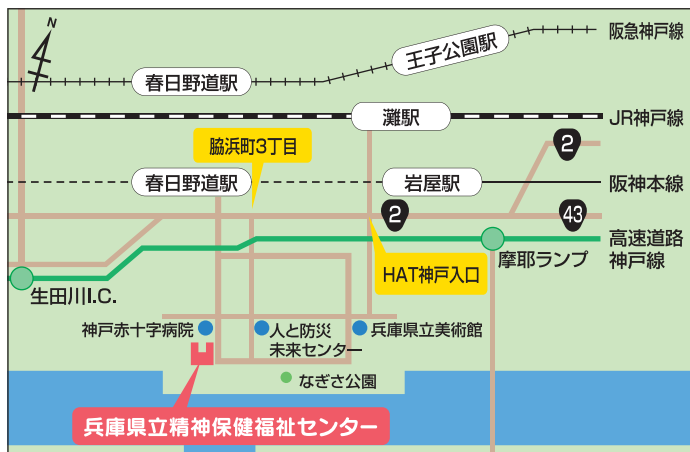 N
阪急神戸線
王子公園駅
春日野道駅
灘駅
JR神戸線
脇浜町3丁目
2
春日野道駅
岩屋駅
阪神本線
2
43
高速道路
神戸線
摩耶ランプ
HAT神戸入口
生田川I.C.
神戸赤十字病院
人と防災
未来センター
兵庫県立美術館
なぎさ公園
兵庫県立精神保健福祉センター